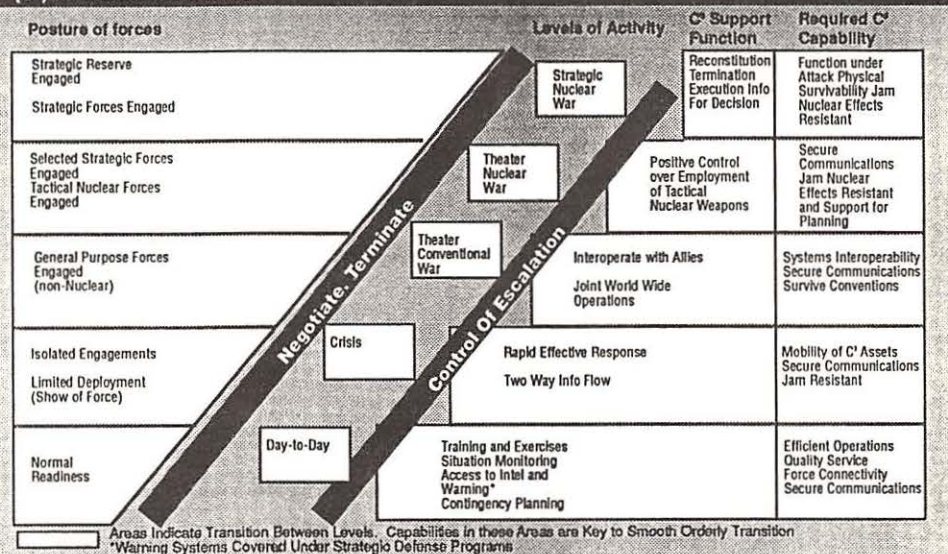 Posture of forces
Levels of Activity
C³ Support
Function
Required C³
Capability
Strategic Reserve
Engaged
Strategic Forces Engaged
Strategic
Nuclear
War
Reconstitution
Termination
Execution Info
For Decision
Function under
Attack Physical
Survivability Jam
Nuclear Effects
Resistant
Selected Strategic Forces
Engaged
Tactical Nuclear Forces
Engaged
Theater
Nuclear
War
Positive Control
over Employment
of Tactical
Nuclear Weapons
Secure
Communications
Jam Nuclear
Effects Resistant
and Support for
Planning
General Purpose Forces
Engaged
(non-Nuclear)
Theater
Conventional
War
Interoperate with Allies
Joint World Wide
Operations
Systems Interoperability
Secure Communications
Survive Conventions
Isolated Engagements
Limited Deployment
(Show of Force)
Crisis
Rapid Effective Response
Two Way Info Flow
Mobility of C³ Assets
Secure Communications
Jam Resistant
Normal
Readiness
Day-to-Day
Training and Exercises
Situation Monitoring
Access to Intel and
Warning*
Contingency Planning
Efficient Operations
Quality Service
Force Connectivity
Secure Communications
Negotiate, Terminate
Control Of Escalation
Areas Indicate Transition Between Levels. Capabilities in these Areas are Key to Smooth Orderly Transition
*Warning Systems Covered Under Strategic Defense Programs